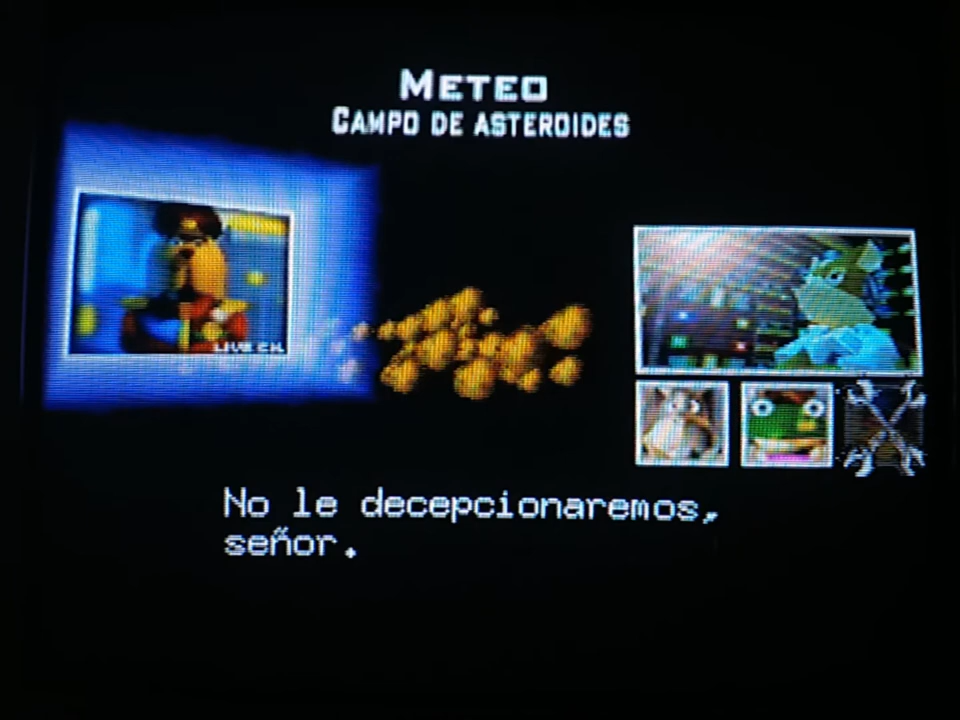 METEO
CAMPO DE ASTEROIDES
LIVE CH.
No le decepcionaremos,
señor.